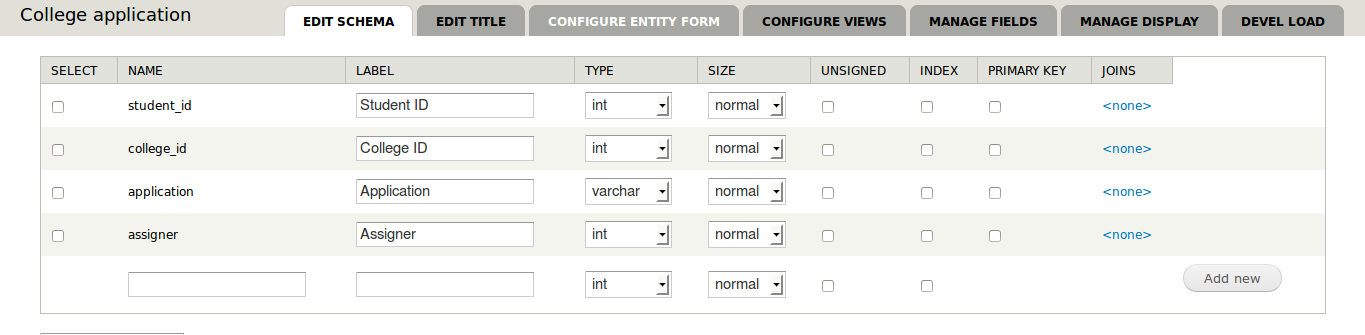 College application
EDIT SCHEMA EDIT TITLE CONFIGURE ENTITY FORM CONFIGURE VIEWS MANAGE FIELDS MANAGE DISPLAY DEVEL LOAD
SELECT NAME LABEL TYPE SIZE UNSIGNED INDEX PRIMARY KEY JOINS
student_id Student ID int normal <none>
college_id College ID int normal <none>
application Application varchar normal <none>
assigner Assigner int normal <none>
int normal Add new